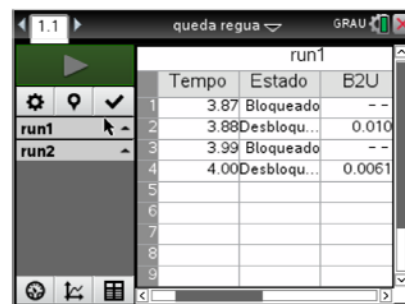 1.1 queda regua GRAU
run1
Tempo Estado B2U
1 3.87 Bloqueado --
2 3.88 Desbloqu... 0.010
3 3.99 Bloqueado --
4 4.00 Desbloqu... 0.0061
5
6
7
8
9
run1
run2